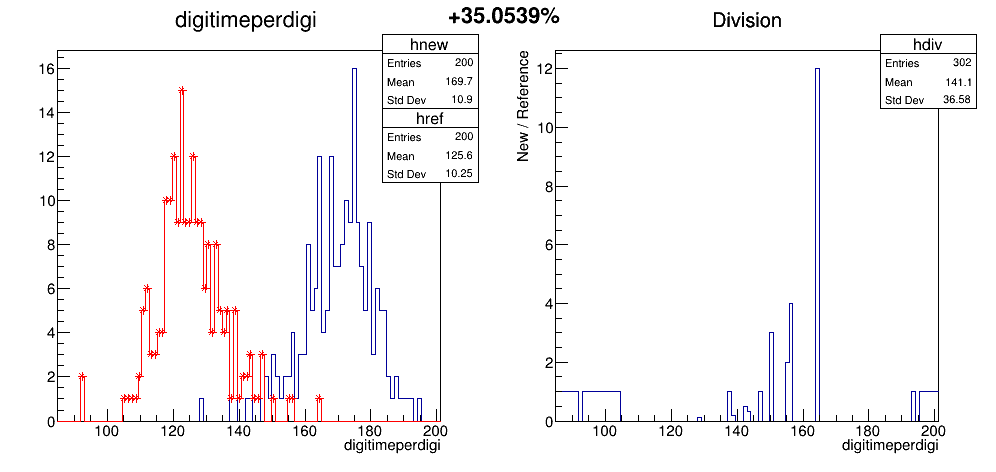 digitimeperdigi
+35.0539%
Division
hnew
Entries 200
Mean 169.7
Std Dev 10.9
href
Entries 200
Mean 125.6
Std Dev 10.25
16
14
12
10
8
6
4
2
0
100 120 140 160 180 200
digitimeperdigi
hdiv
Entries 302
Mean 141.1
Std Dev 36.58
New / Reference
12
10
8
6
4
2
0
100 120 140 160 180 200
digitimeperdigi